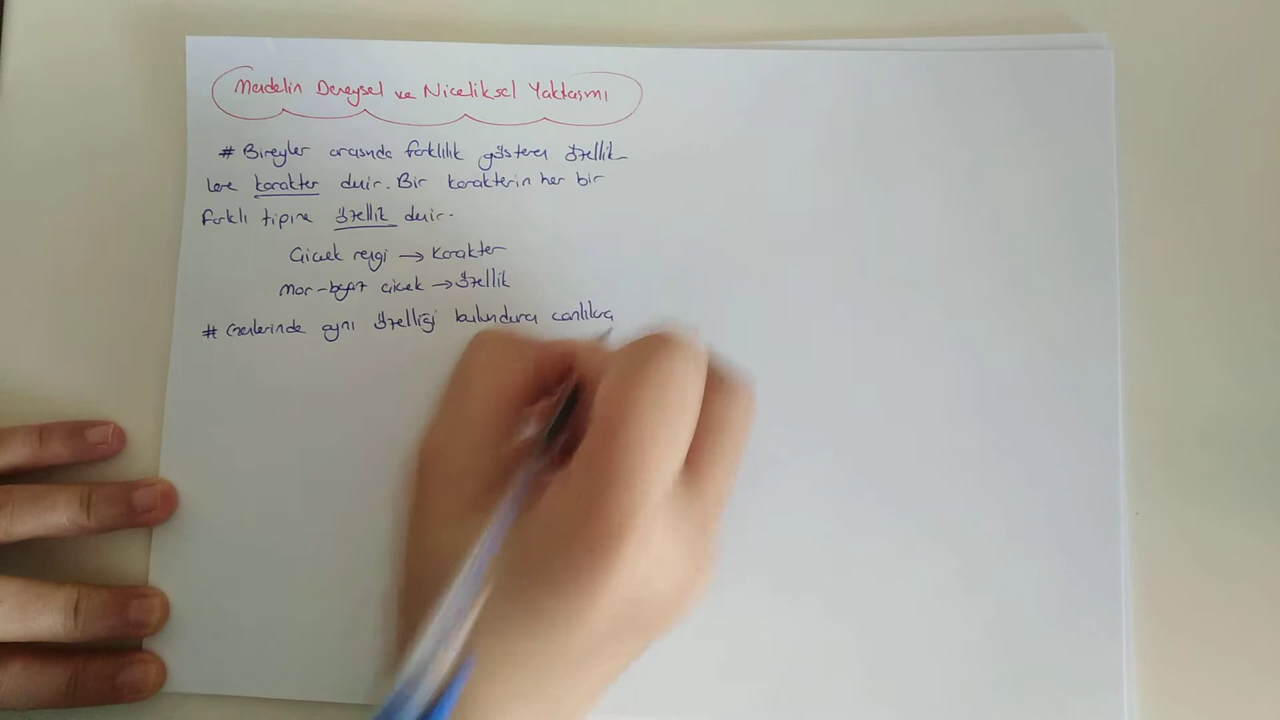 Mendelin Deneysel ve Niceliksel Yaklaşımı
# Bireyler arasında farklılık gösteren özellik
lere karakter denir. Bir karakterin her bir
farklı tipine özellik denir.
Çiçek rengi → Karakter
mor-beyaz çiçek → özellik
# Genlerinde aynı özelliği bulunduran canlılara